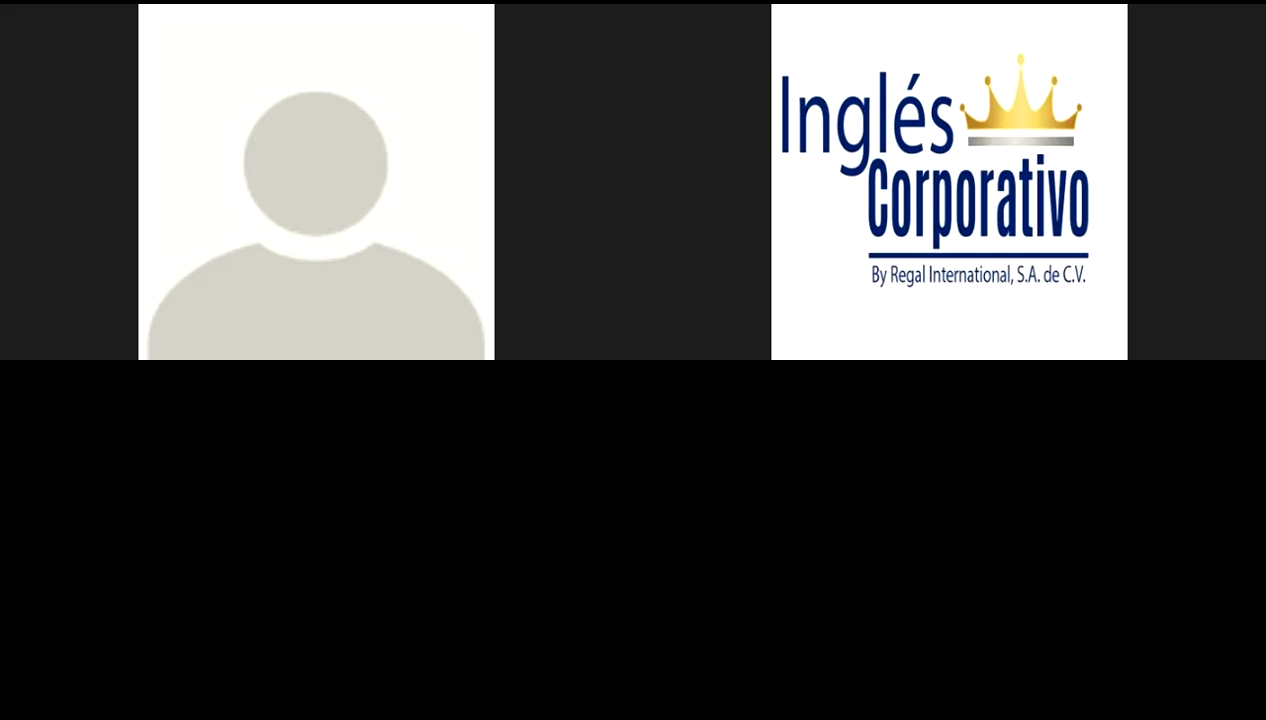 Inglés
Corporativo
By Regal International, S.A. de C.V.